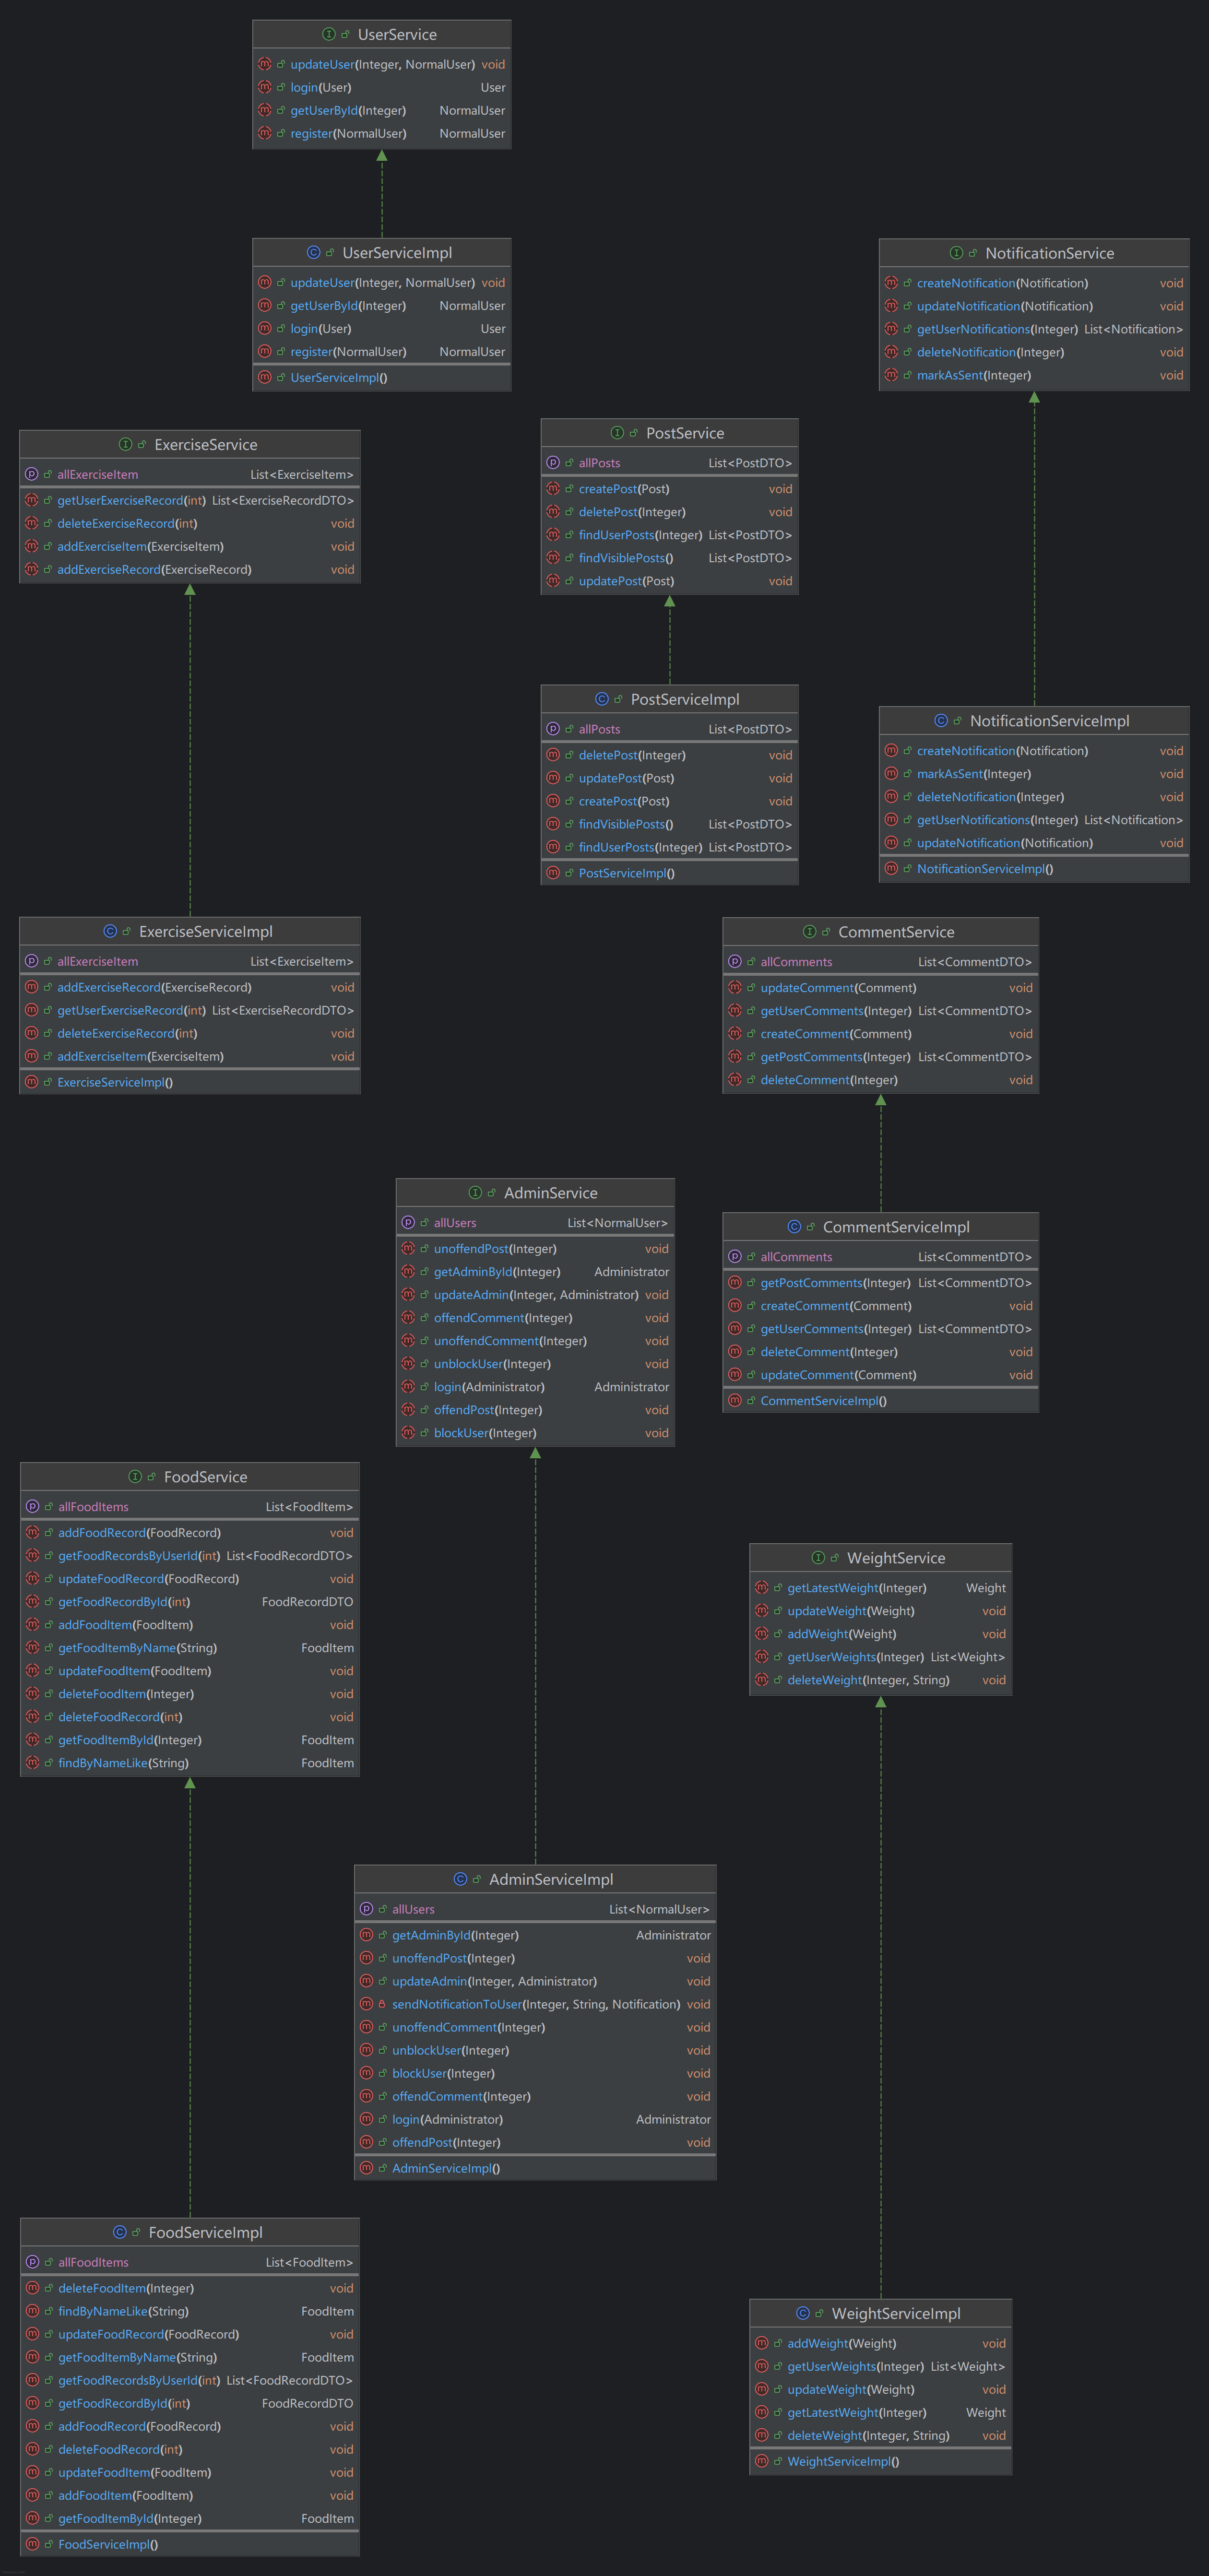 UserService
updateUser(Integer, NormalUser) void
login(User) User
getUserById(Integer) NormalUser
register(NormalUser) NormalUser
UserServiceImpl
updateUser(Integer, NormalUser) void
getUserById(Integer) NormalUser
login(User) User
register(NormalUser) NormalUser
UserServiceImpl()
NotificationService
createNotification(Notification) void
updateNotification(Notification) void
getUserNotifications(Integer) List<Notification>
deleteNotification(Integer) void
markAsSent(Integer) void
ExerciseService
allExerciseItem List<ExerciseItem>
getUserExerciseRecord(int) List<ExerciseRecordDTO>
deleteExerciseRecord(int) void
addExerciseItem(ExerciseItem) void
addExerciseRecord(ExerciseRecord) void
PostService
allPosts List<PostDTO>
createPost(Post) void
deletePost(Integer) void
findUserPosts(Integer) List<PostDTO>
findVisiblePosts() List<PostDTO>
updatePost(Post) void
PostServiceImpl
allPosts List<PostDTO>
deletePost(Integer) void
updatePost(Post) void
createPost(Post) void
findVisiblePosts() List<PostDTO>
findUserPosts(Integer) List<PostDTO>
PostServiceImpl()
NotificationServiceImpl
createNotification(Notification) void
markAsSent(Integer) void
deleteNotification(Integer) void
getUserNotifications(Integer) List<Notification>
updateNotification(Notification) void
NotificationServiceImpl()
ExerciseServiceImpl
allExerciseItem List<ExerciseItem>
addExerciseRecord(ExerciseRecord) void
getUserExerciseRecord(int) List<ExerciseRecordDTO>
deleteExerciseRecord(int) void
addExerciseItem(ExerciseItem) void
ExerciseServiceImpl()
CommentService
allComments List<CommentDTO>
updateComment(Comment) void
getUserComments(Integer) List<CommentDTO>
createComment(Comment) void
getPostComments(Integer) List<CommentDTO>
deleteComment(Integer) void
AdminService
allUsers List<NormalUser>
unoffendPost(Integer) void
getAdminById(Integer) Administrator
updateAdmin(Integer, Administrator) void
offendComment(Integer) void
unoffendComment(Integer) void
unblockUser(Integer) void
login(Administrator) Administrator
offendPost(Integer) void
blockUser(Integer) void
CommentServiceImpl
allComments List<CommentDTO>
getPostComments(Integer) List<CommentDTO>
createComment(Comment) void
getUserComments(Integer) List<CommentDTO>
deleteComment(Integer) void
updateComment(Comment) void
CommentServiceImpl()
FoodService
allFoodItems List<FoodItem>
addFoodRecord(FoodRecord) void
getFoodRecordsByUserId(int) List<FoodRecordDTO>
updateFoodRecord(FoodRecord) void
getFoodRecordById(int) FoodRecordDTO
addFoodItem(FoodItem) void
getFoodItemByName(String) FoodItem
updateFoodItem(FoodItem) void
deleteFoodItem(Integer) void
deleteFoodRecord(int) void
getFoodItemById(Integer) FoodItem
findByNameLike(String) FoodItem
WeightService
getLatestWeight(Integer) Weight
updateWeight(Weight) void
addWeight(Weight) void
getUserWeights(Integer) List<Weight>
deleteWeight(Integer, String) void
AdminServiceImpl
allUsers List<NormalUser>
getAdminById(Integer) Administrator
unoffendPost(Integer) void
updateAdmin(Integer, Administrator) void
sendNotificationToUser(Integer, String, Notification) void
unoffendComment(Integer) void
unblockUser(Integer) void
blockUser(Integer) void
offendComment(Integer) void
login(Administrator) Administrator
offendPost(Integer) void
AdminServiceImpl()
FoodServiceImpl
allFoodItems List<FoodItem>
deleteFoodItem(Integer) void
findByNameLike(String) FoodItem
updateFoodRecord(FoodRecord) void
getFoodItemByName(String) FoodItem
getFoodRecordsByUserId(int) List<FoodRecordDTO>
getFoodRecordById(int) FoodRecordDTO
addFoodRecord(FoodRecord) void
deleteFoodRecord(int) void
updateFoodItem(FoodItem) void
addFoodItem(FoodItem) void
getFoodItemById(Integer) FoodItem
FoodServiceImpl()
WeightServiceImpl
addWeight(Weight) void
getUserWeights(Integer) List<Weight>
updateWeight(Weight) void
getLatestWeight(Integer) Weight
deleteWeight(Integer, String) void
WeightServiceImpl()